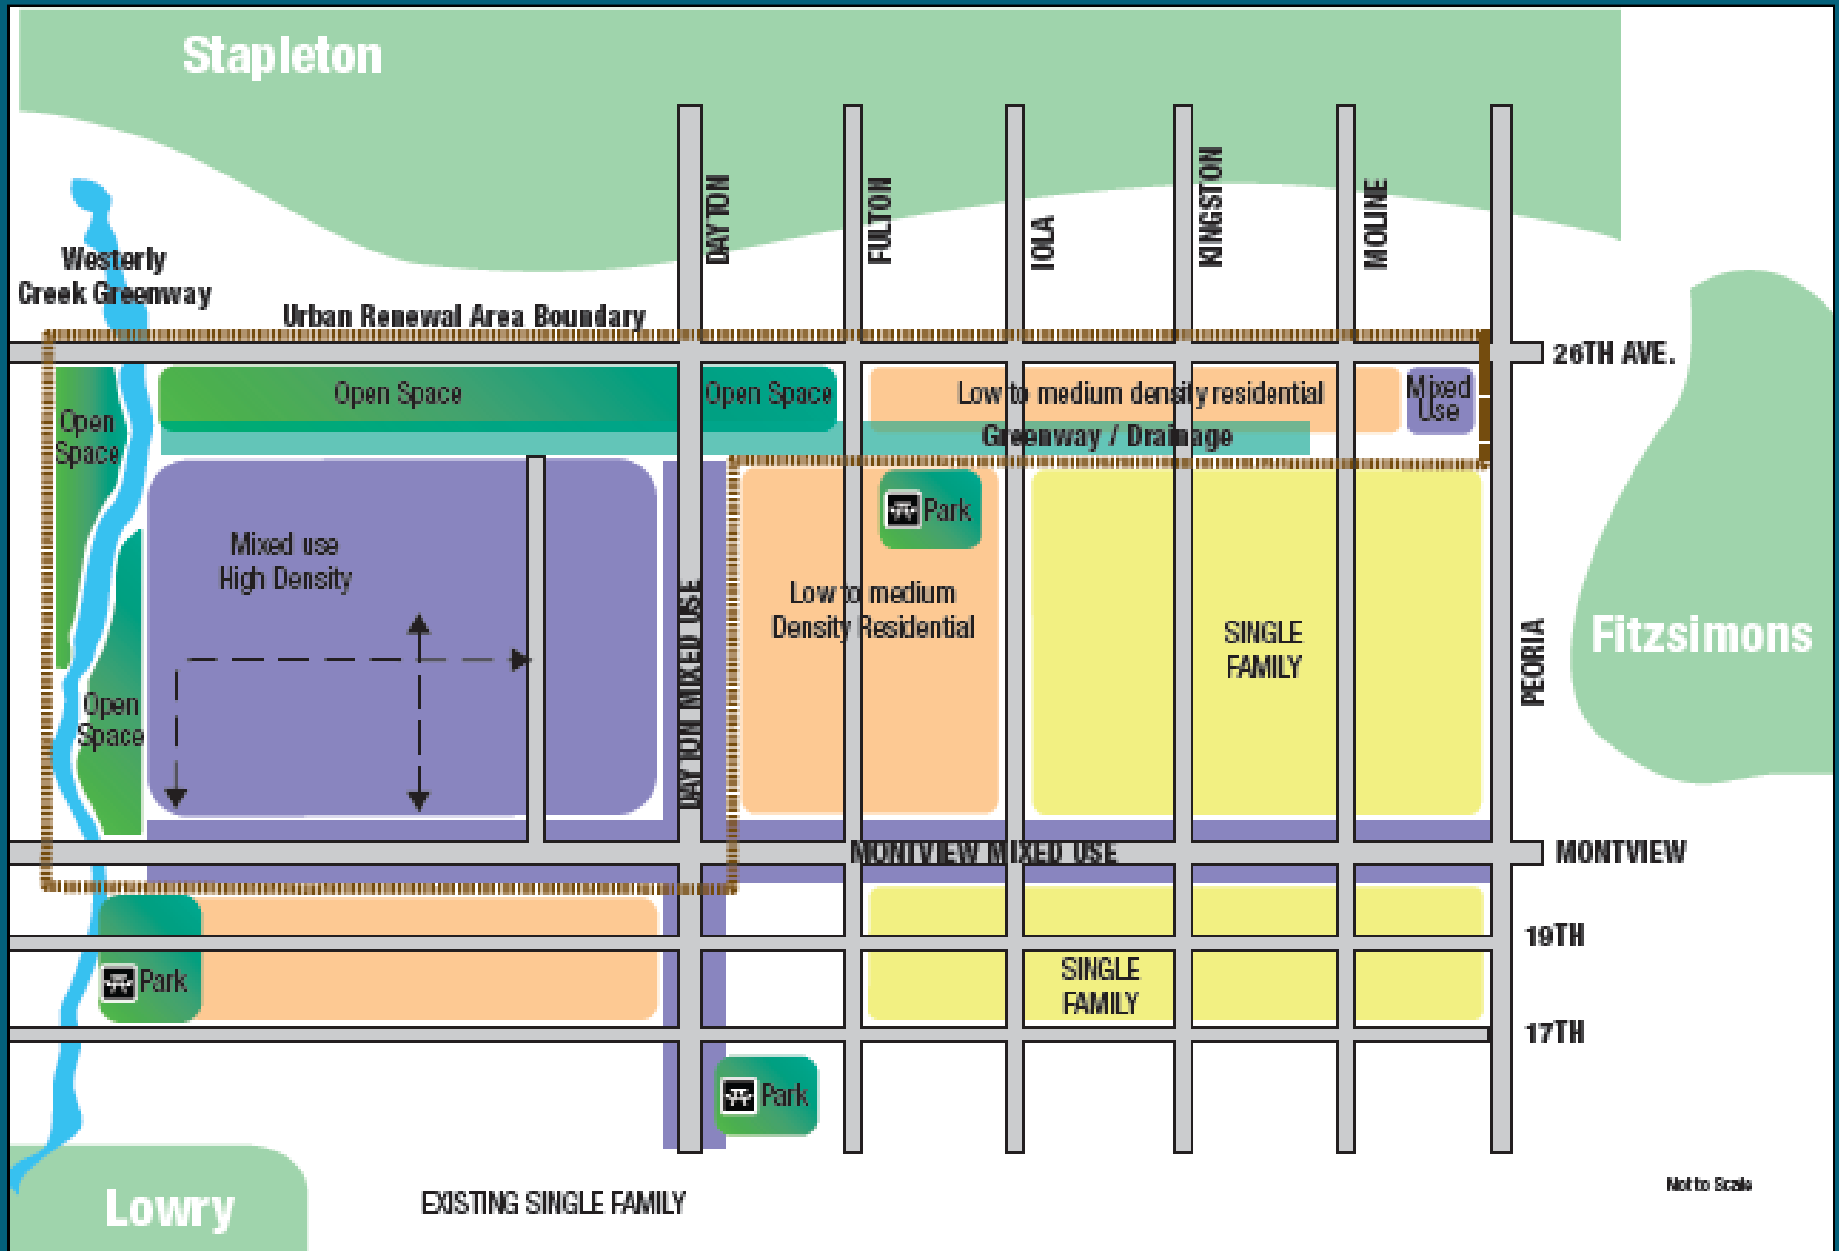 Stapleton
DAYTON
FULTON
IOLA
KINGSTON
MOLINE
Westerly
Creek Greenway
Urban Renewal Area Boundary
26TH AVE.
Open Space
Open Space
Low to medium density residential
Mixed
Use
Open
Space
Greenway / Drainage
Park
Mixed use
High Density
Low to medium
Density Residential
SINGLE
FAMILY
DAYTON MIXED USE
PEORIA
Fitzsimons
Open
Space
MONTVIEW MIXED USE
MONTVIEW
19TH
Park
SINGLE
FAMILY
17TH
Park
Lowry
EXISTING SINGLE FAMILY
Not to Scale